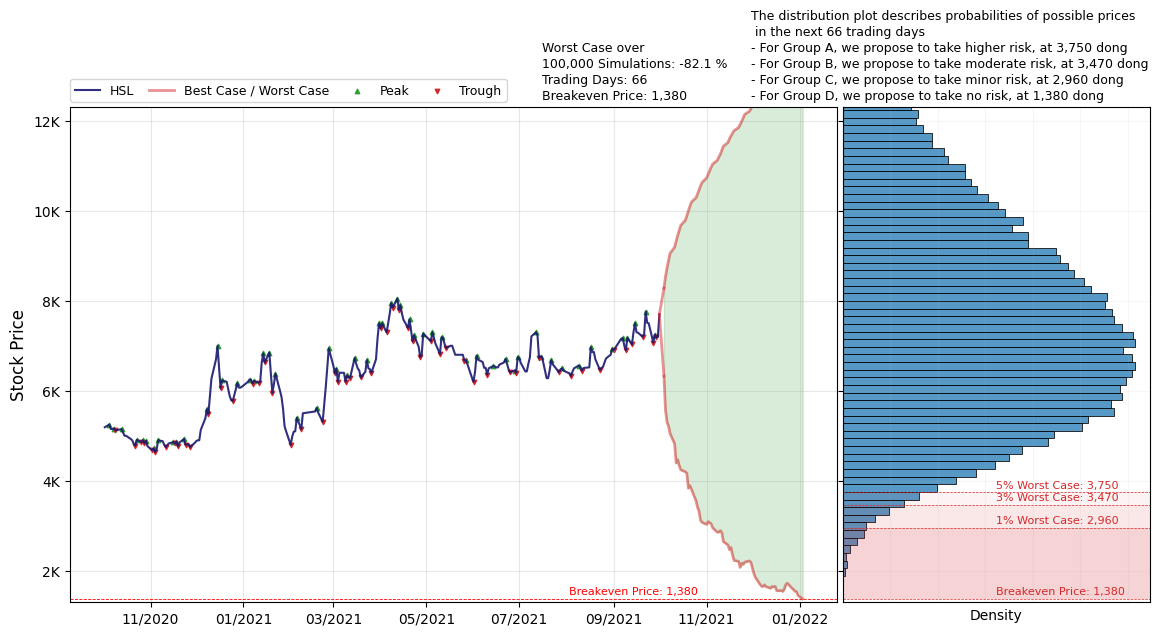 The distribution plot describes probabilities of possible prices
in the next 66 trading days
- For Group A, we propose to take higher risk, at 3,750 dong
- For Group B, we propose to take moderate risk, at 3,470 dong
- For Group C, we propose to take minor risk, at 2,960 dong
- For Group D, we propose to take no risk, at 1,380 dong
Worst Case over
100,000 Simulations: -82.1 %
Trading Days: 66
Breakeven Price: 1,380
HSL
Best Case / Worst Case
Peak
Trough
Stock Price
12K
10K
8K
6K
4K
2K
Breakeven Price: 1,380
11/2020
01/2021
03/2021
05/2021
07/2021
09/2021
11/2021
01/2022
5% Worst Case: 3,750
3% Worst Case: 3,470
1% Worst Case: 2,960
Breakeven Price: 1,380
Density